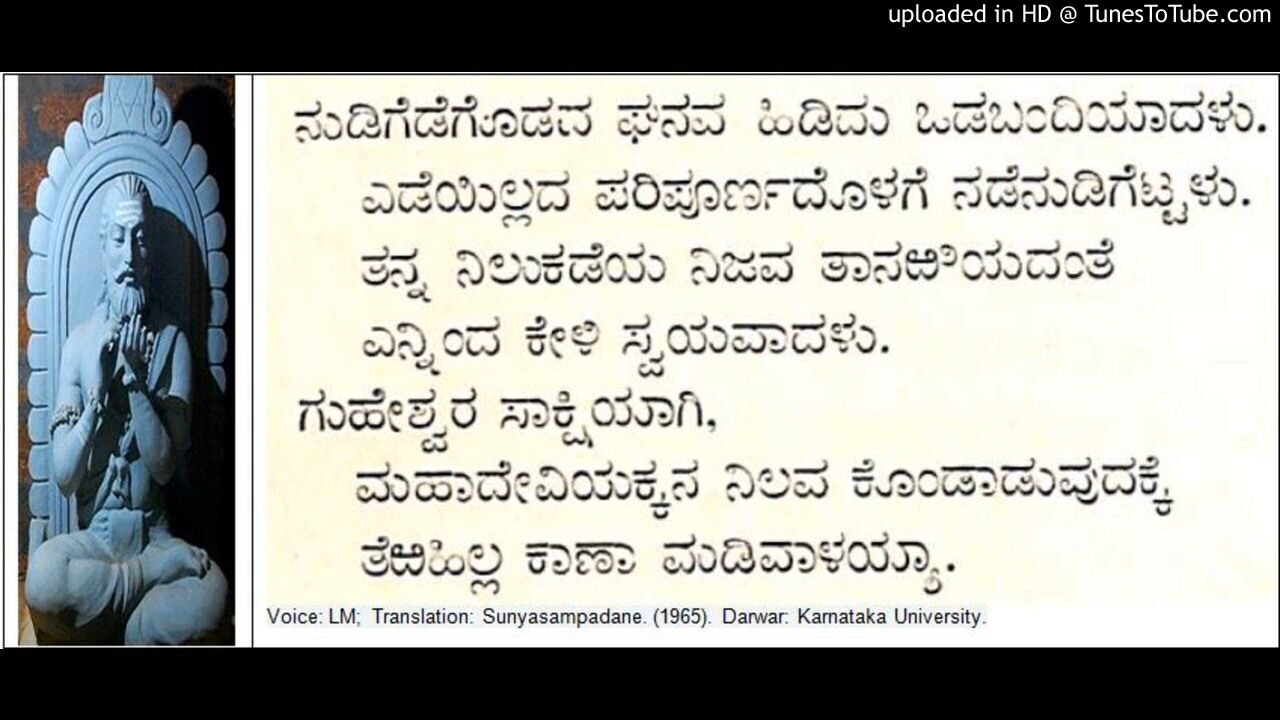 uploaded in HD @ TunesToTube.com
ನುಡಿಗೆಡೆಗೊಡದ ಘನವ ಹಿಡಿದು ಒಡಬಂದಿಯಾದಳು.
ಎಡೆಯಿಲ್ಲದ ಪರಿಪೂರ್ಣದೊಳಗೆ ನಡೆನುಡಿಗೆಟ್ಟಳು.
ತನ್ನ ನಿಲುಕಡೆಯ ನಿಜವ ತಾನಱಿಯದಂತೆ
ಎನ್ನಿಂದ ಕೇಳಿ ಸ್ವಯವಾದಳು.
ಗುಹೇಶ್ವರ ಸಾಕ್ಷಿಯಾಗಿ,
ಮಹಾದೇವಿಯಕ್ಕನ ನಿಲವ ಕೊಂಡಾಡುವುದಕ್ಕೆ
ತೆಱಹಿಲ್ಲ ಕಾಣಾ ಮಡಿವಾಳಯ್ಯಾ.
Voice: LM; Translation: Sunyasampadane. (1965). Darwar: Karnataka University.